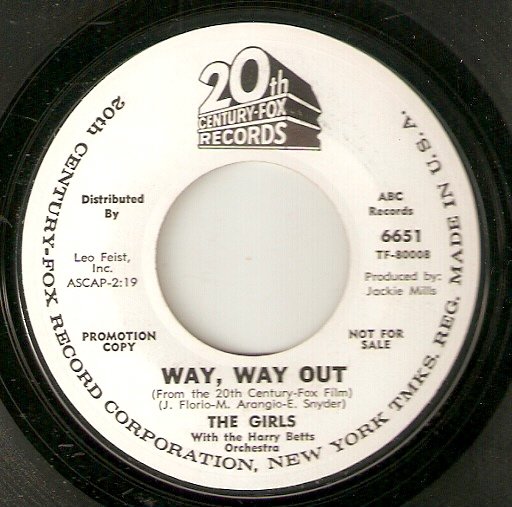 20th
CENTURY-FOX
RECORDS
20th CENTURY-FOX RECORD CORPORATION, NEW YORK TMKS. REG. MADE IN U.S.A.
Distributed
By
ABC
Records
6651
TF-80008
Leo Feist,
Inc.
ASCAP-2:19
Produced by:
Jackie Mills
PROMOTION
COPY
NOT FOR
SALE
WAY, WAY OUT
(From the 20th Century-Fox Film)
(J. Florio-M. Arangio-E. Snyder)
THE GIRLS
With the Harry Betts
Orchestra